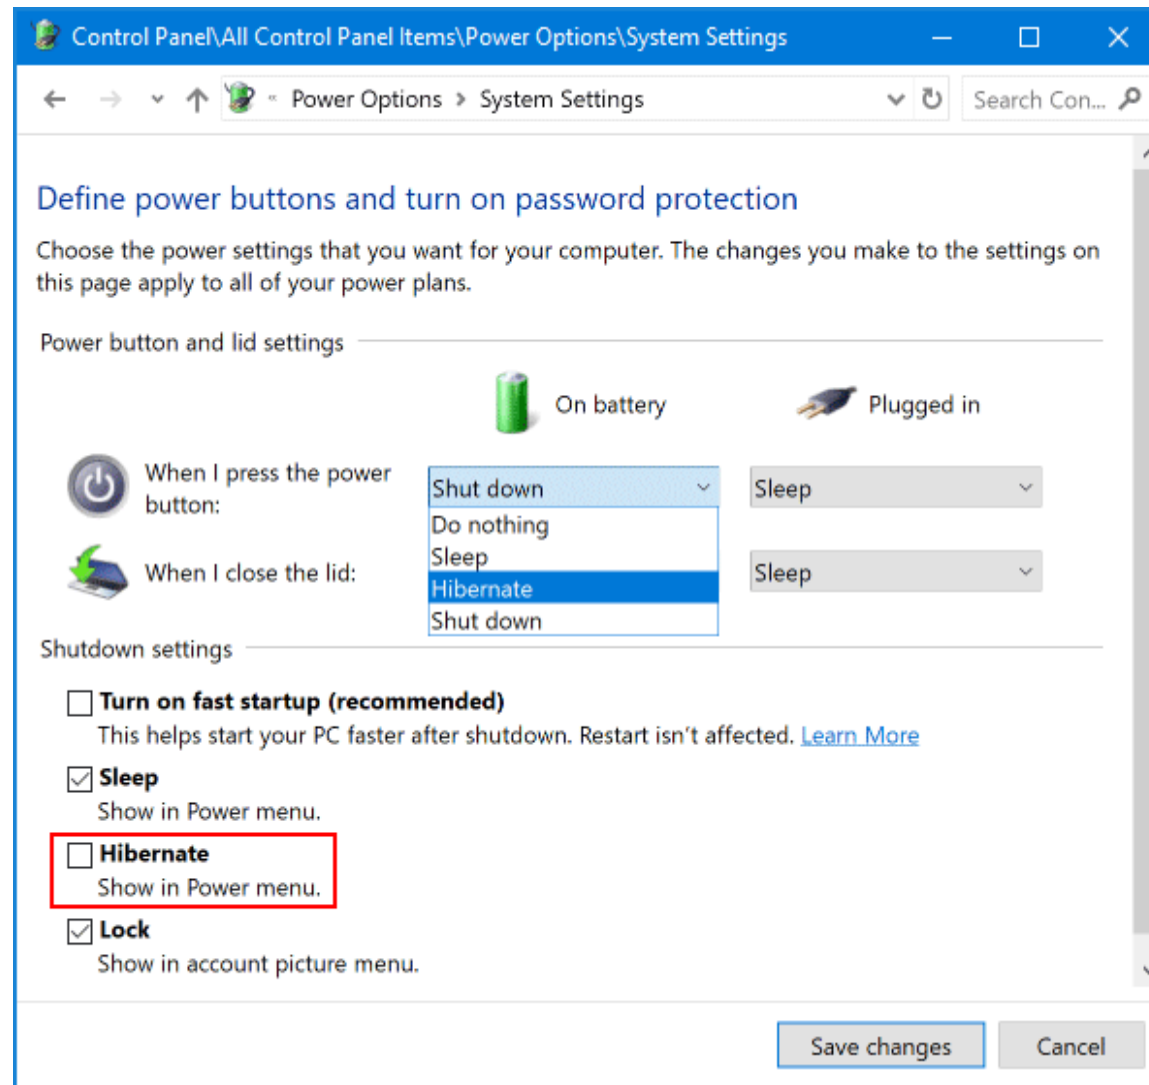 Control Panel\All Control Panel Items\Power Options\System Settings
« Power Options > System Settings
Search Con...
Define power buttons and turn on password protection
Choose the power settings that you want for your computer. The changes you make to the settings on
this page apply to all of your power plans.
Power button and lid settings
On battery
Plugged in
When I press the power
button:
Shut down
Sleep
Do nothing
Sleep
Hibernate
Shut down
When I close the lid:
Sleep
Shutdown settings
Turn on fast startup (recommended)
This helps start your PC faster after shutdown. Restart isn't affected. Learn More
Sleep
Show in Power menu.
Hibernate
Show in Power menu.
Lock
Show in account picture menu.
Save changes
Cancel